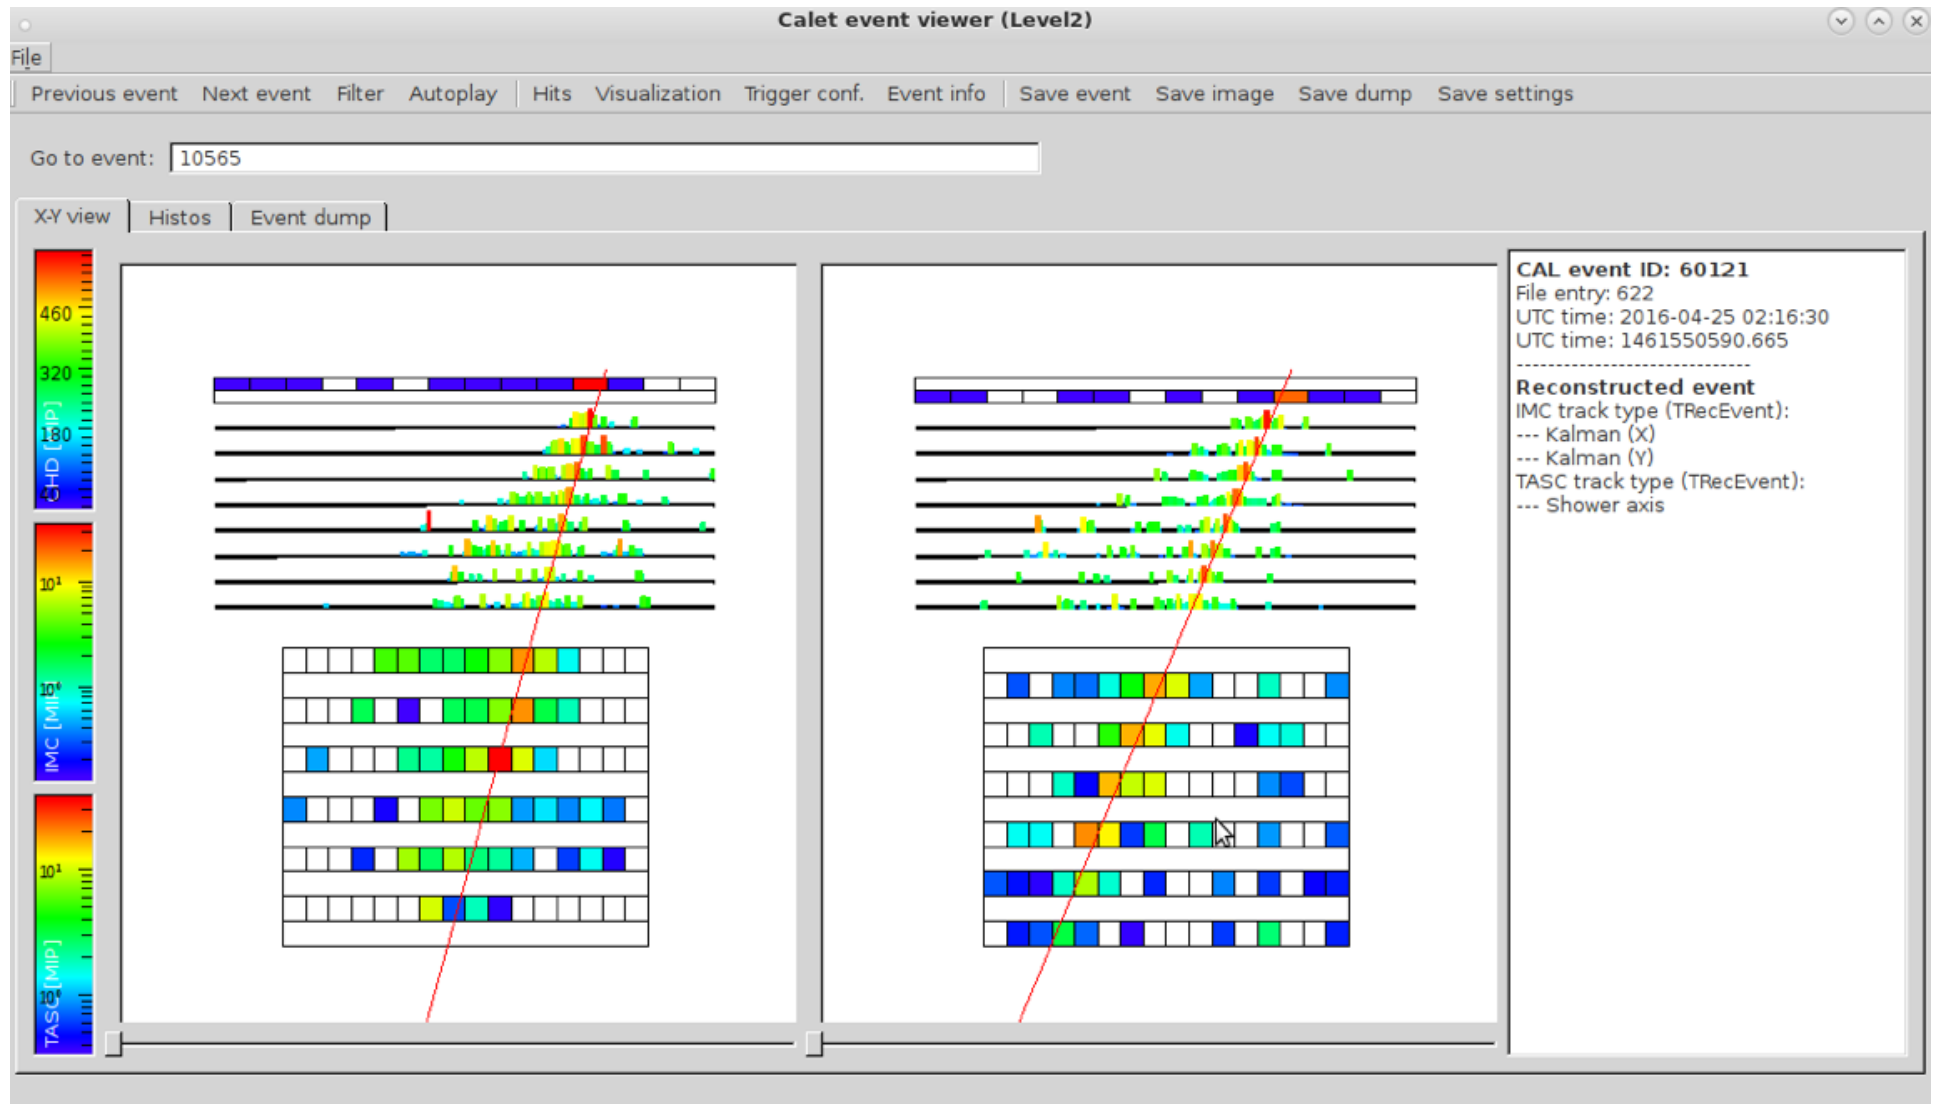 Calet event viewer (Level2)
File
Previous event Next event Filter Autoplay Hits Visualization Trigger conf. Event info Save event Save image Save dump Save settings
Go to event: 10565
X-Y view Histos Event dump
460
320
180
CHD [MIP]
10¹
10⁰
IMC [MIP]
10¹
10⁰
TASC [MIP]
CAL event ID: 60121
File entry: 622
UTC time: 2016-04-25 02:16:30
UTC time: 1461550590.665
------------------------------
Reconstructed event
IMC track type (TRecEvent):
--- Kalman (X)
--- Kalman (Y)
TASC track type (TRecEvent):
--- Shower axis